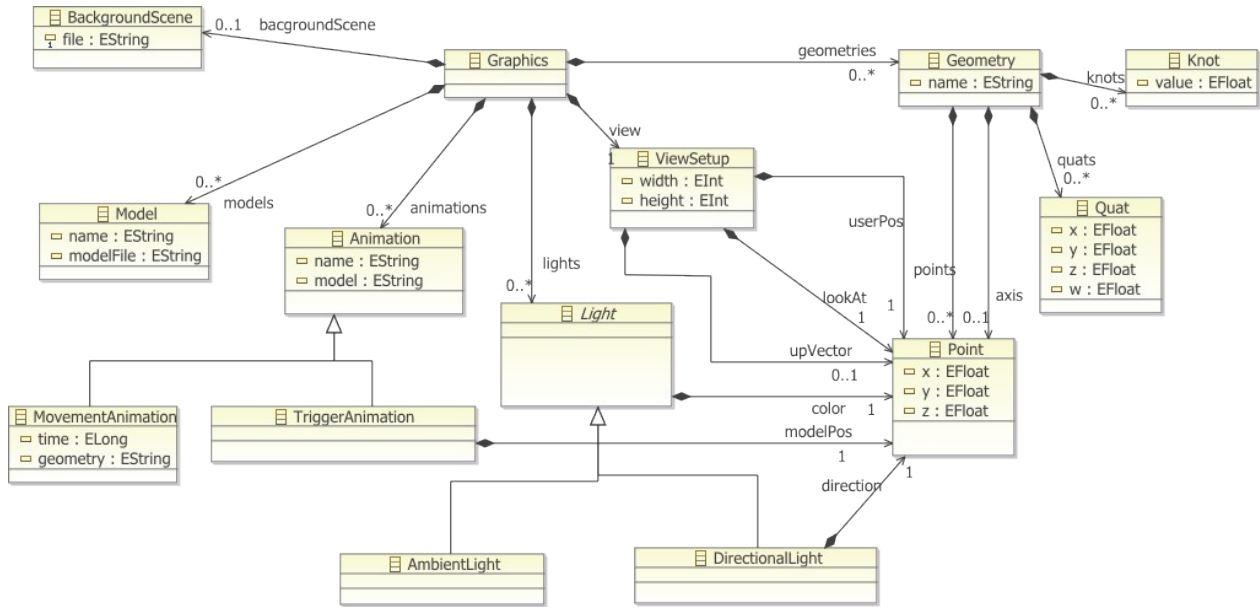 BackgroundScene
file : EString
1
0..1
bacgroundScene
Graphics
geometries
0..*
Geometry
name : EString
knots
0..*
Knot
value : EFloat
view
1
ViewSetup
width : EInt
height : EInt
0..*
models
Model
name : EString
modelFile : EString
0..*
animations
Animation
name : EString
model : EString
lights
0..*
Light
userPos
1
lookAt
1
upVector
0..1
points
0..*
axis
0..1
quats
0..*
Quat
x : EFloat
y : EFloat
z : EFloat
w : EFloat
Point
x : EFloat
y : EFloat
z : EFloat
color
1
modelPos
1
direction
1
MovementAnimation
time : ELong
geometry : EString
TriggerAnimation
AmbientLight
DirectionalLight